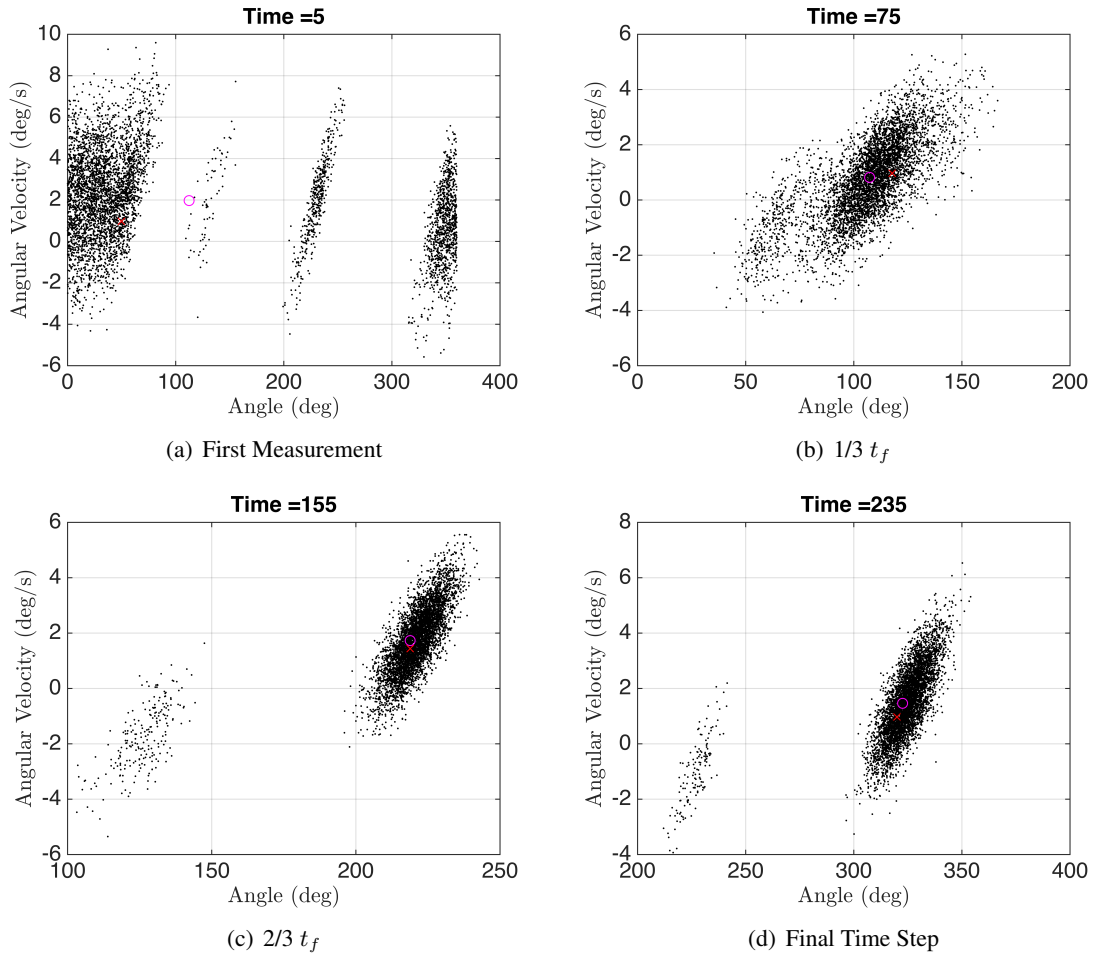 Time =5
10
8
6
4
2
0
-2
-4
-6
0 100 200 300 400
Angle (deg)
Angular Velocity (deg/s)
(a) First Measurement
Time =75
6
4
2
0
-2
-4
-6
0 50 100 150 200
Angle (deg)
Angular Velocity (deg/s)
(b) 1/3 t_f
Time =155
6
4
2
0
-2
-4
-6
100 150 200 250
Angle (deg)
Angular Velocity (deg/s)
(c) 2/3 t_f
Time =235
8
6
4
2
0
-2
-4
200 250 300 350 400
Angle (deg)
Angular Velocity (deg/s)
(d) Final Time Step